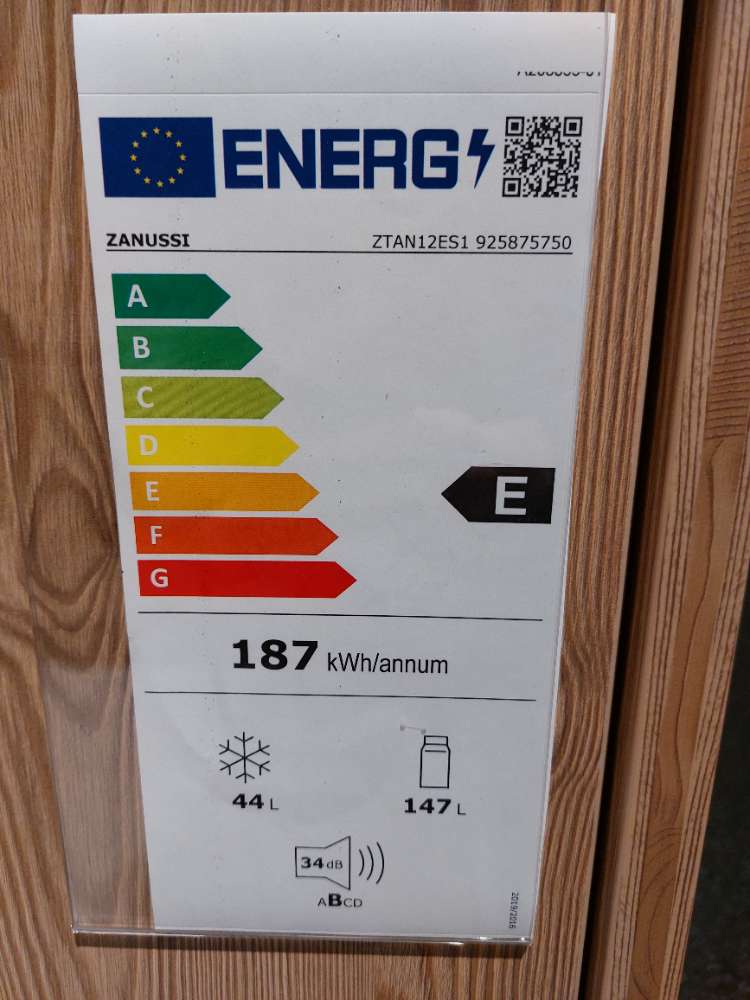 ENERG
ZANUSSI ZTAN12ES1 925875750
A
B
C
D
E
E
F
G
187 kWh/annum
44 L 147 L
34 dB
ABCD
2019/2016